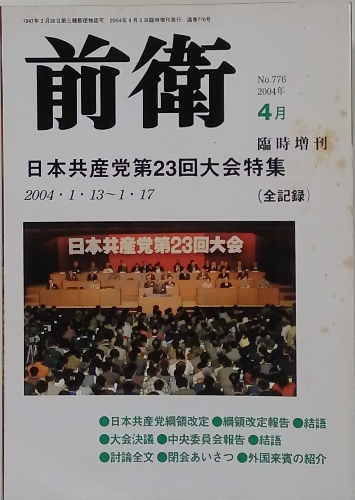 1947年3月20日第三種郵便物認可 2004年4月5日臨時増刊発行 通巻776号
前衛
No.776
2004年
4月
臨時増刊
日本共産党第23回大会特集
2004・1・13～1・17
(全記録)
日本共産党第23回大会
●日本共産党綱領改定 ●綱領改定報告 ●結語
●大会決議 ●中央委員会報告 ●結語
●討論全文 ●閉会あいさつ ●外国来賓の紹介